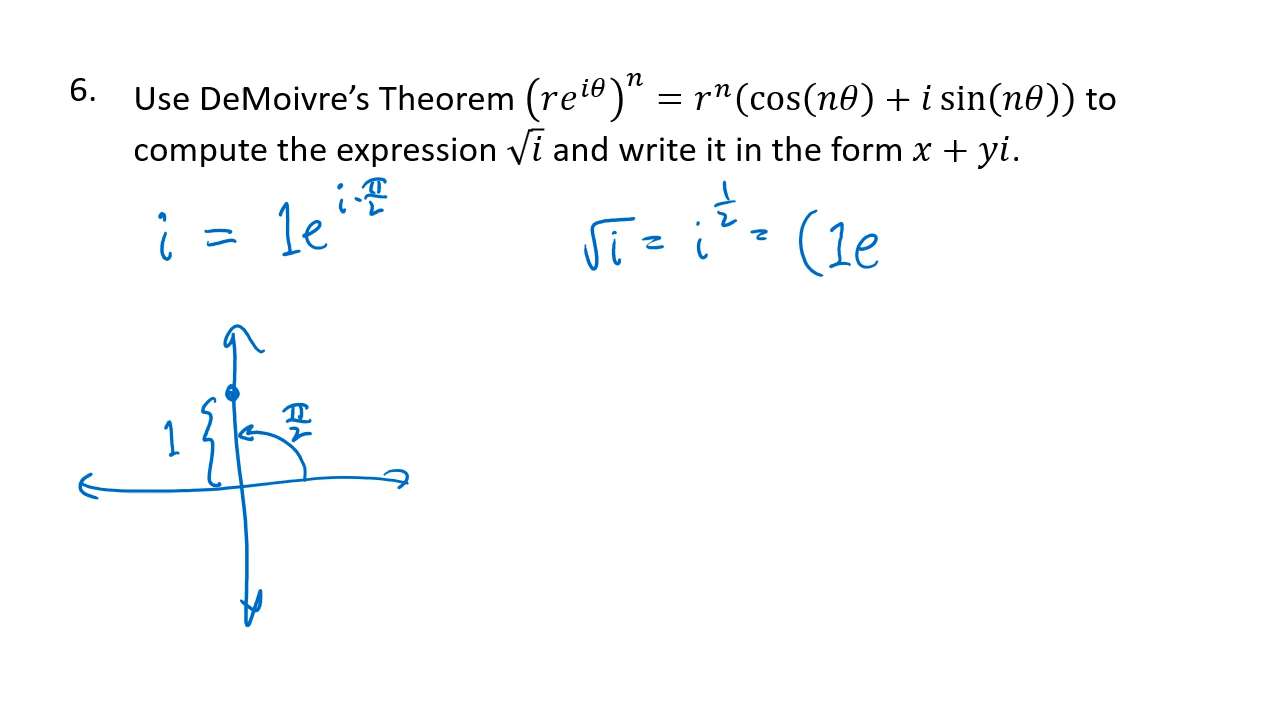 6. Use DeMoivre's Theorem (re^{iθ})^n = r^n(cos(nθ) + i sin(nθ)) to
compute the expression √i and write it in the form x + yi.
i = 1e^{i·π/2}
√i = i^{1/2} = (1e
π/2
1